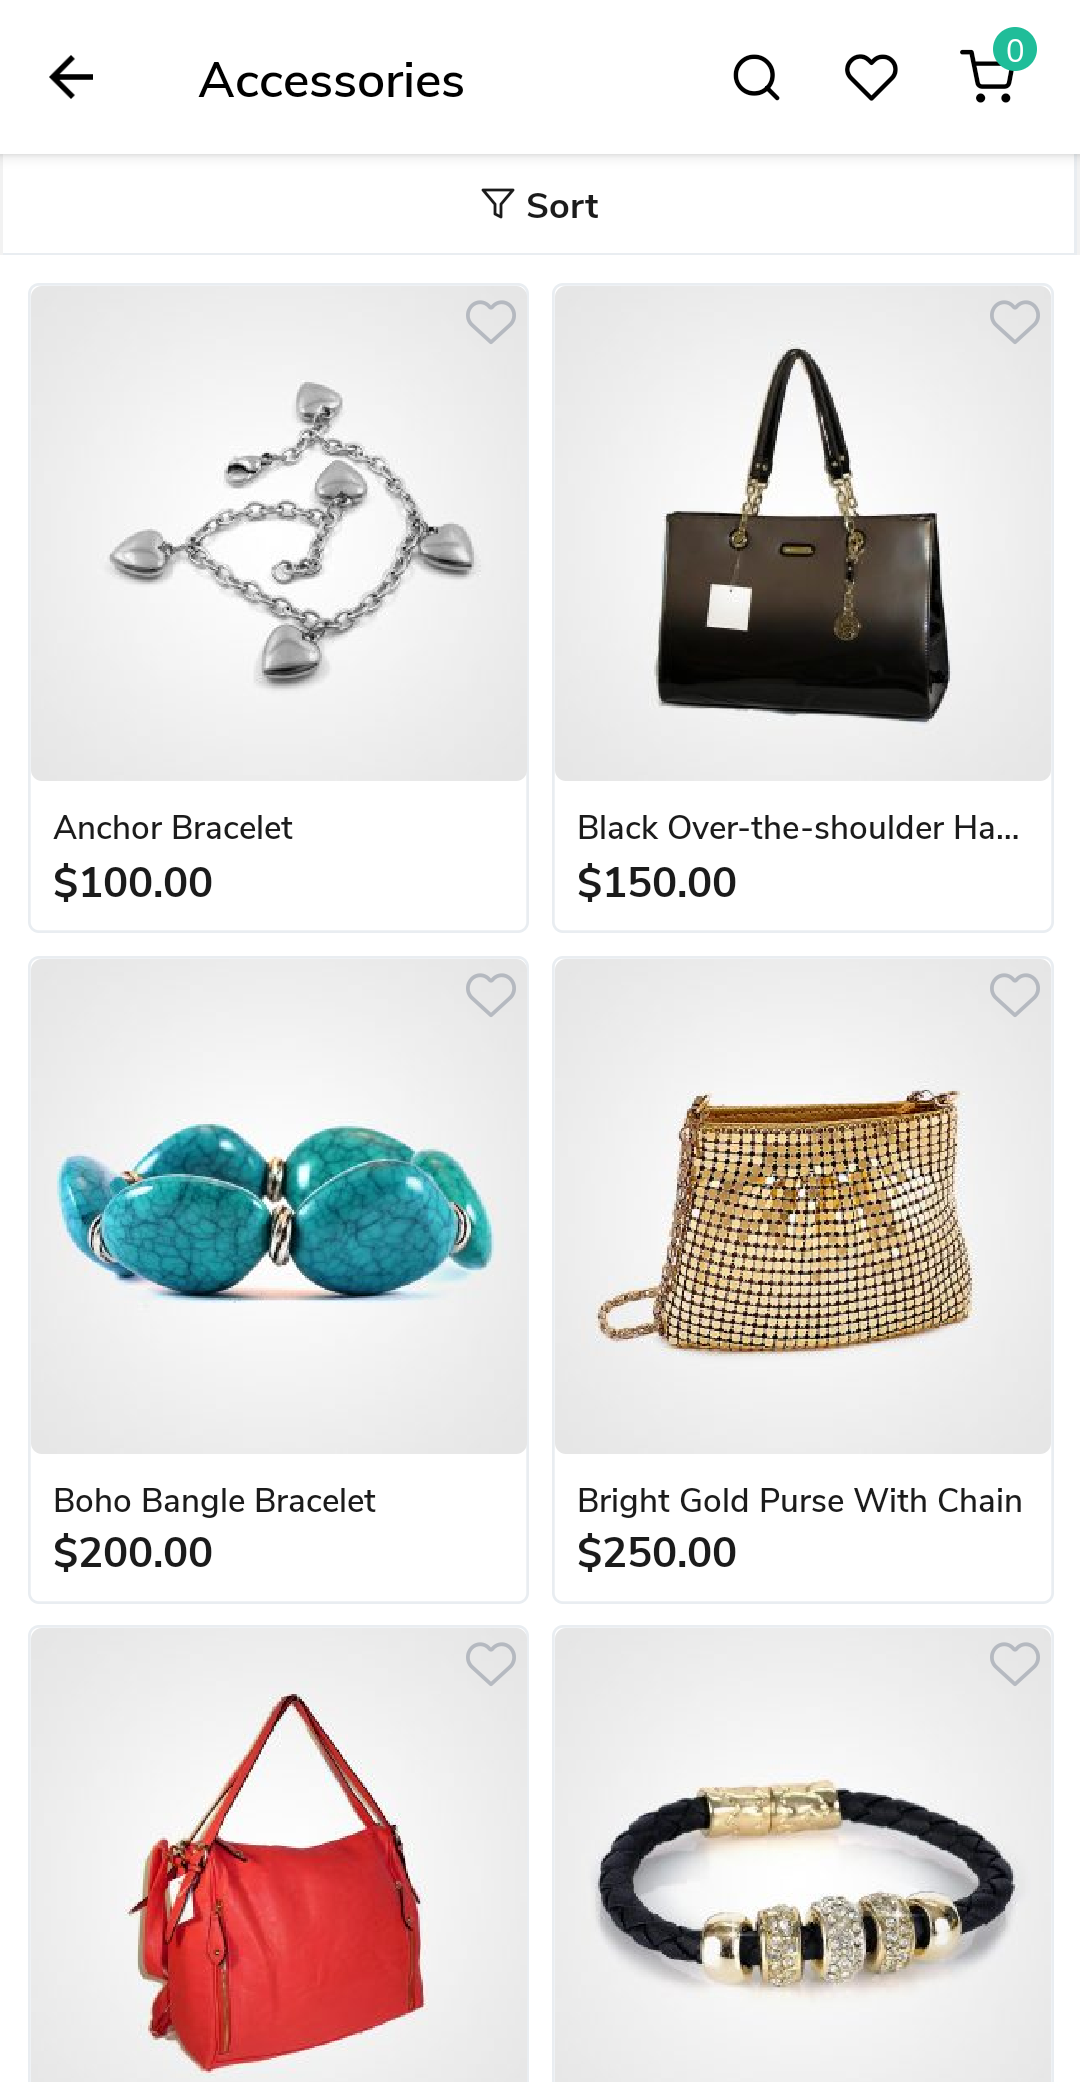 Accessories
0
Sort
Anchor Bracelet
$100.00
Black Over-the-shoulder Ha...
$150.00
Boho Bangle Bracelet
$200.00
Bright Gold Purse With Chain
$250.00